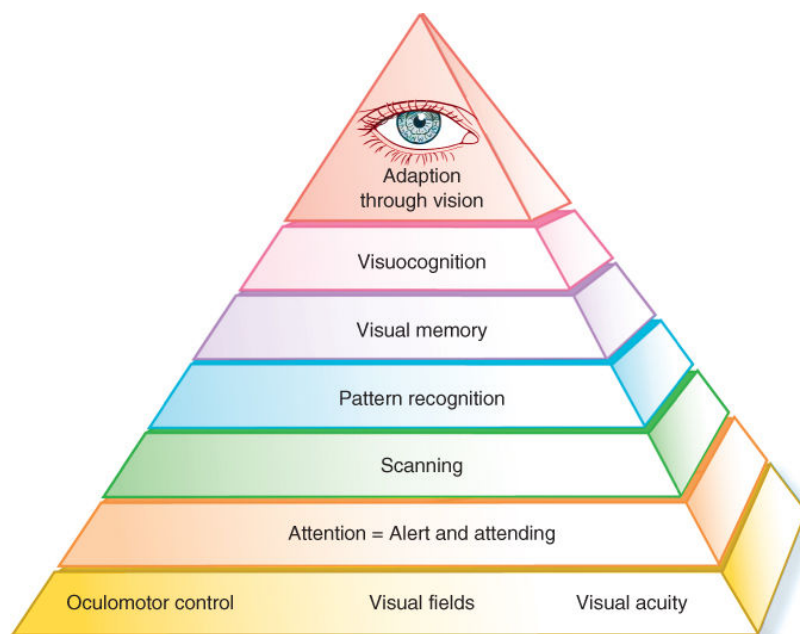 Adaption
through vision
Visuocognition
Visual memory
Pattern recognition
Scanning
Attention = Alert and attending
Oculomotor control Visual fields Visual acuity